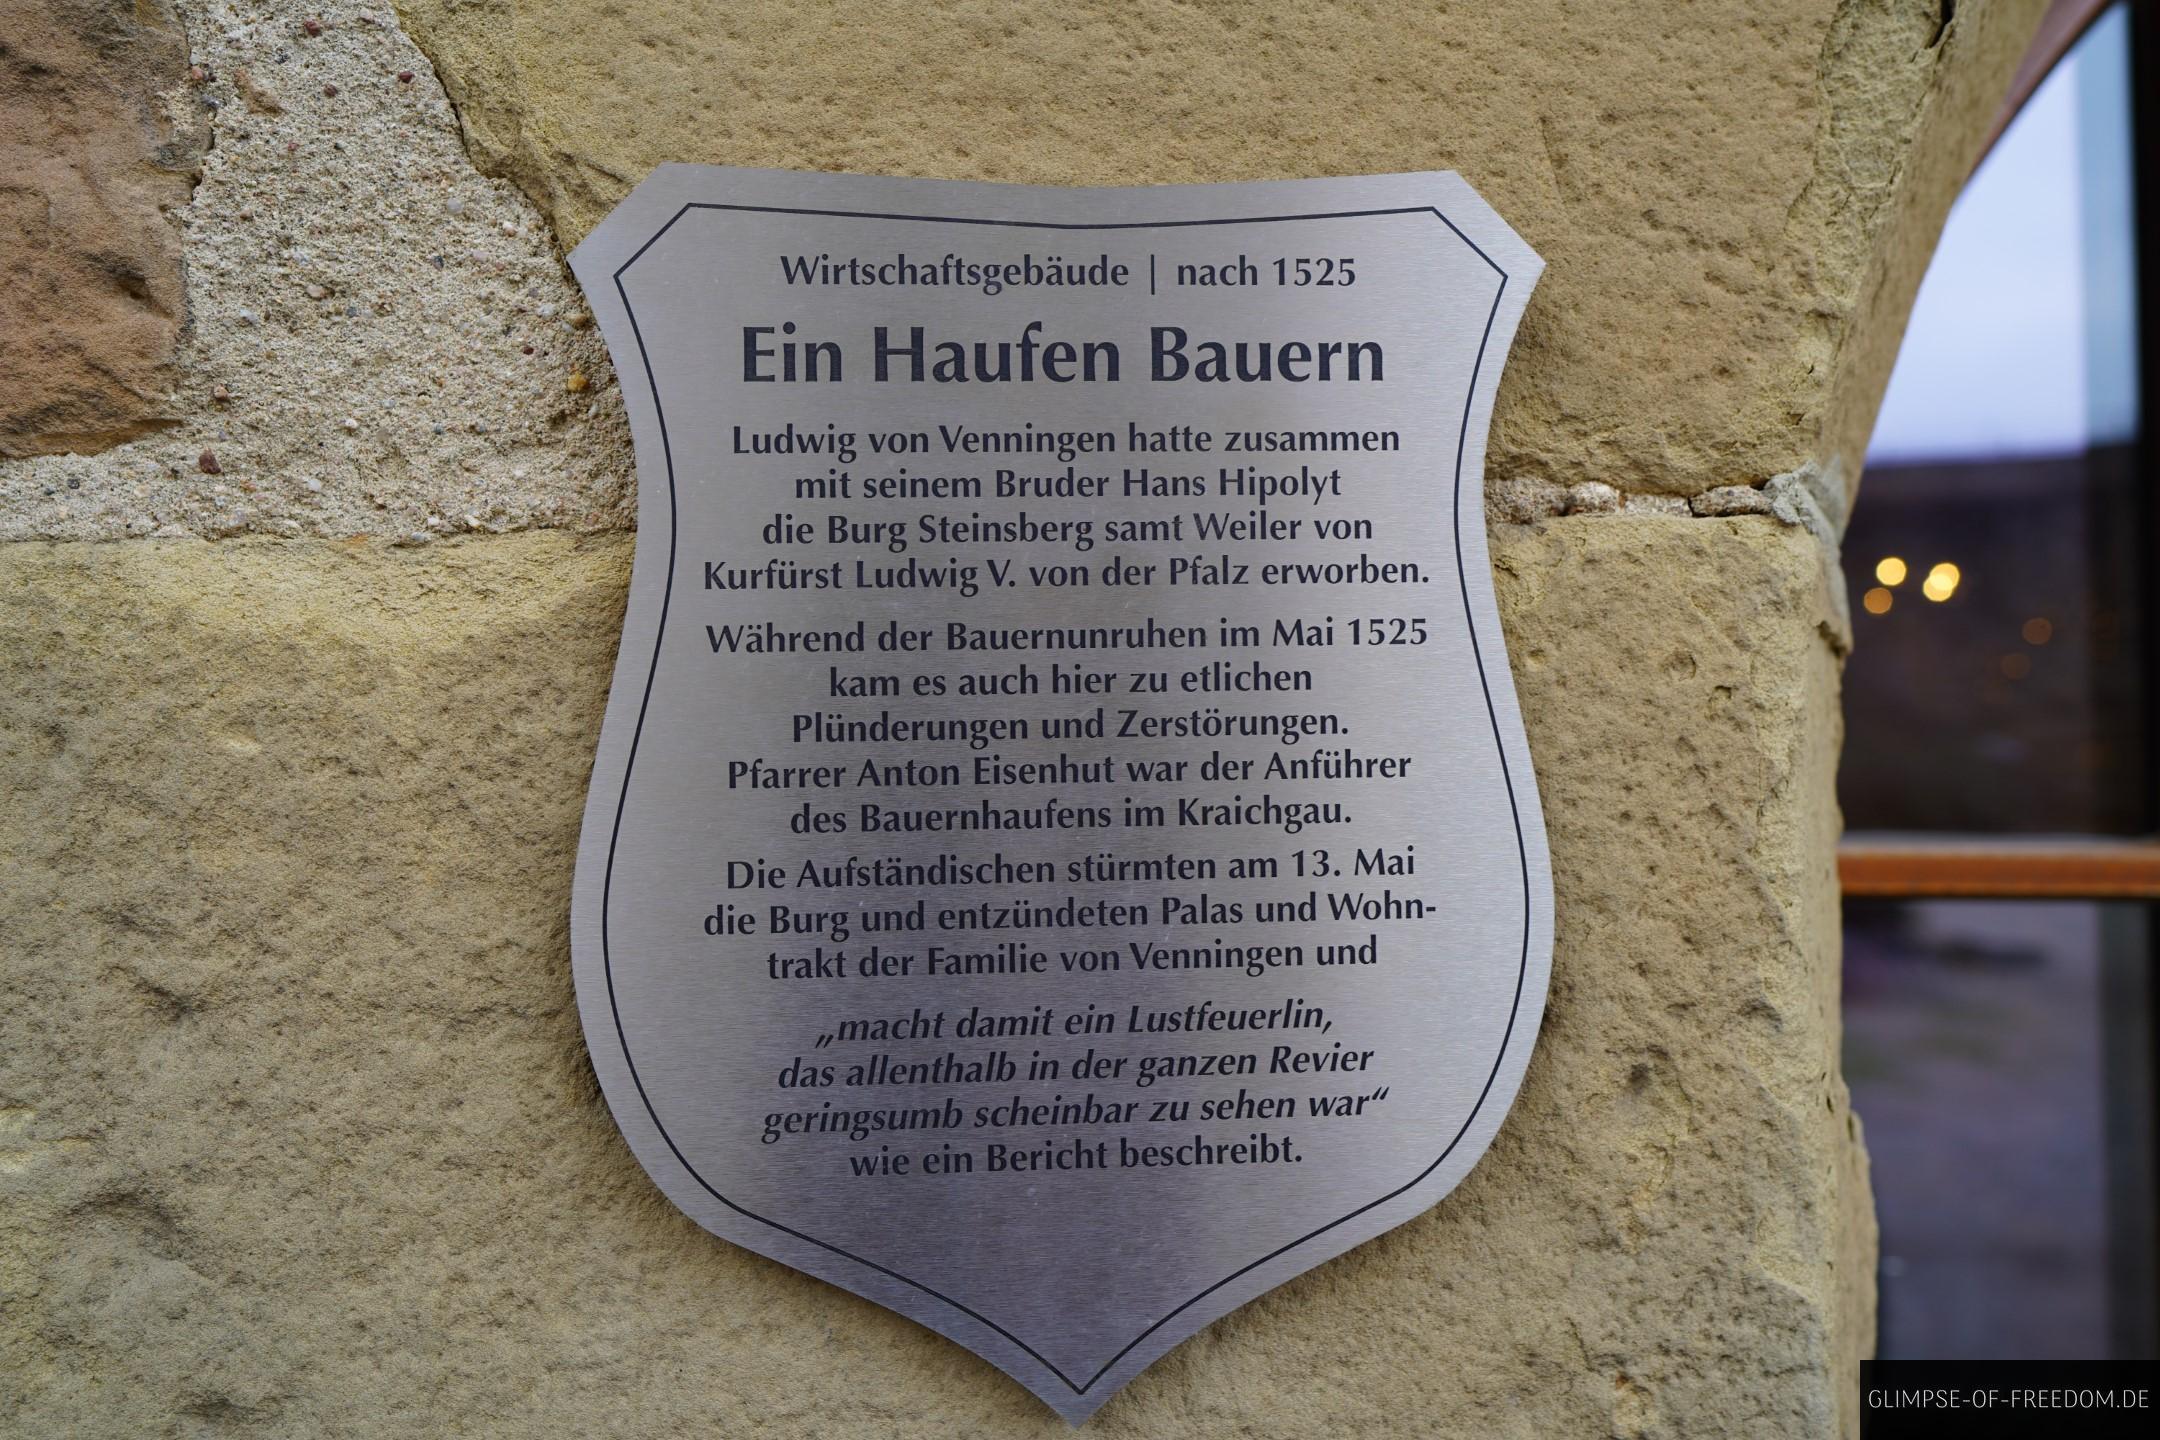 Wirtschaftsgebäude | nach 1525
Ein Haufen Bauern
Ludwig von Venningen hatte zusammen
mit seinem Bruder Hans Hipolyt
die Burg Steinsberg samt Weiler von
Kurfürst Ludwig V. von der Pfalz erworben.
Während der Bauernunruhen im Mai 1525
kam es auch hier zu etlichen
Plünderungen und Zerstörungen.
Pfarrer Anton Eisenhut war der Anführer
des Bauernhaufens im Kraichgau.
Die Aufständischen stürmten am 13. Mai
die Burg und entzündeten Palas und Wohn-
trakt der Familie von Venningen und
„macht damit ein Lustfeuerlin,
das allenthalb in der ganzen Revier
geringsumb scheinbar zu sehen war“
wie ein Bericht beschreibt.
GLIMPSE-OF-FREEDOM.DE